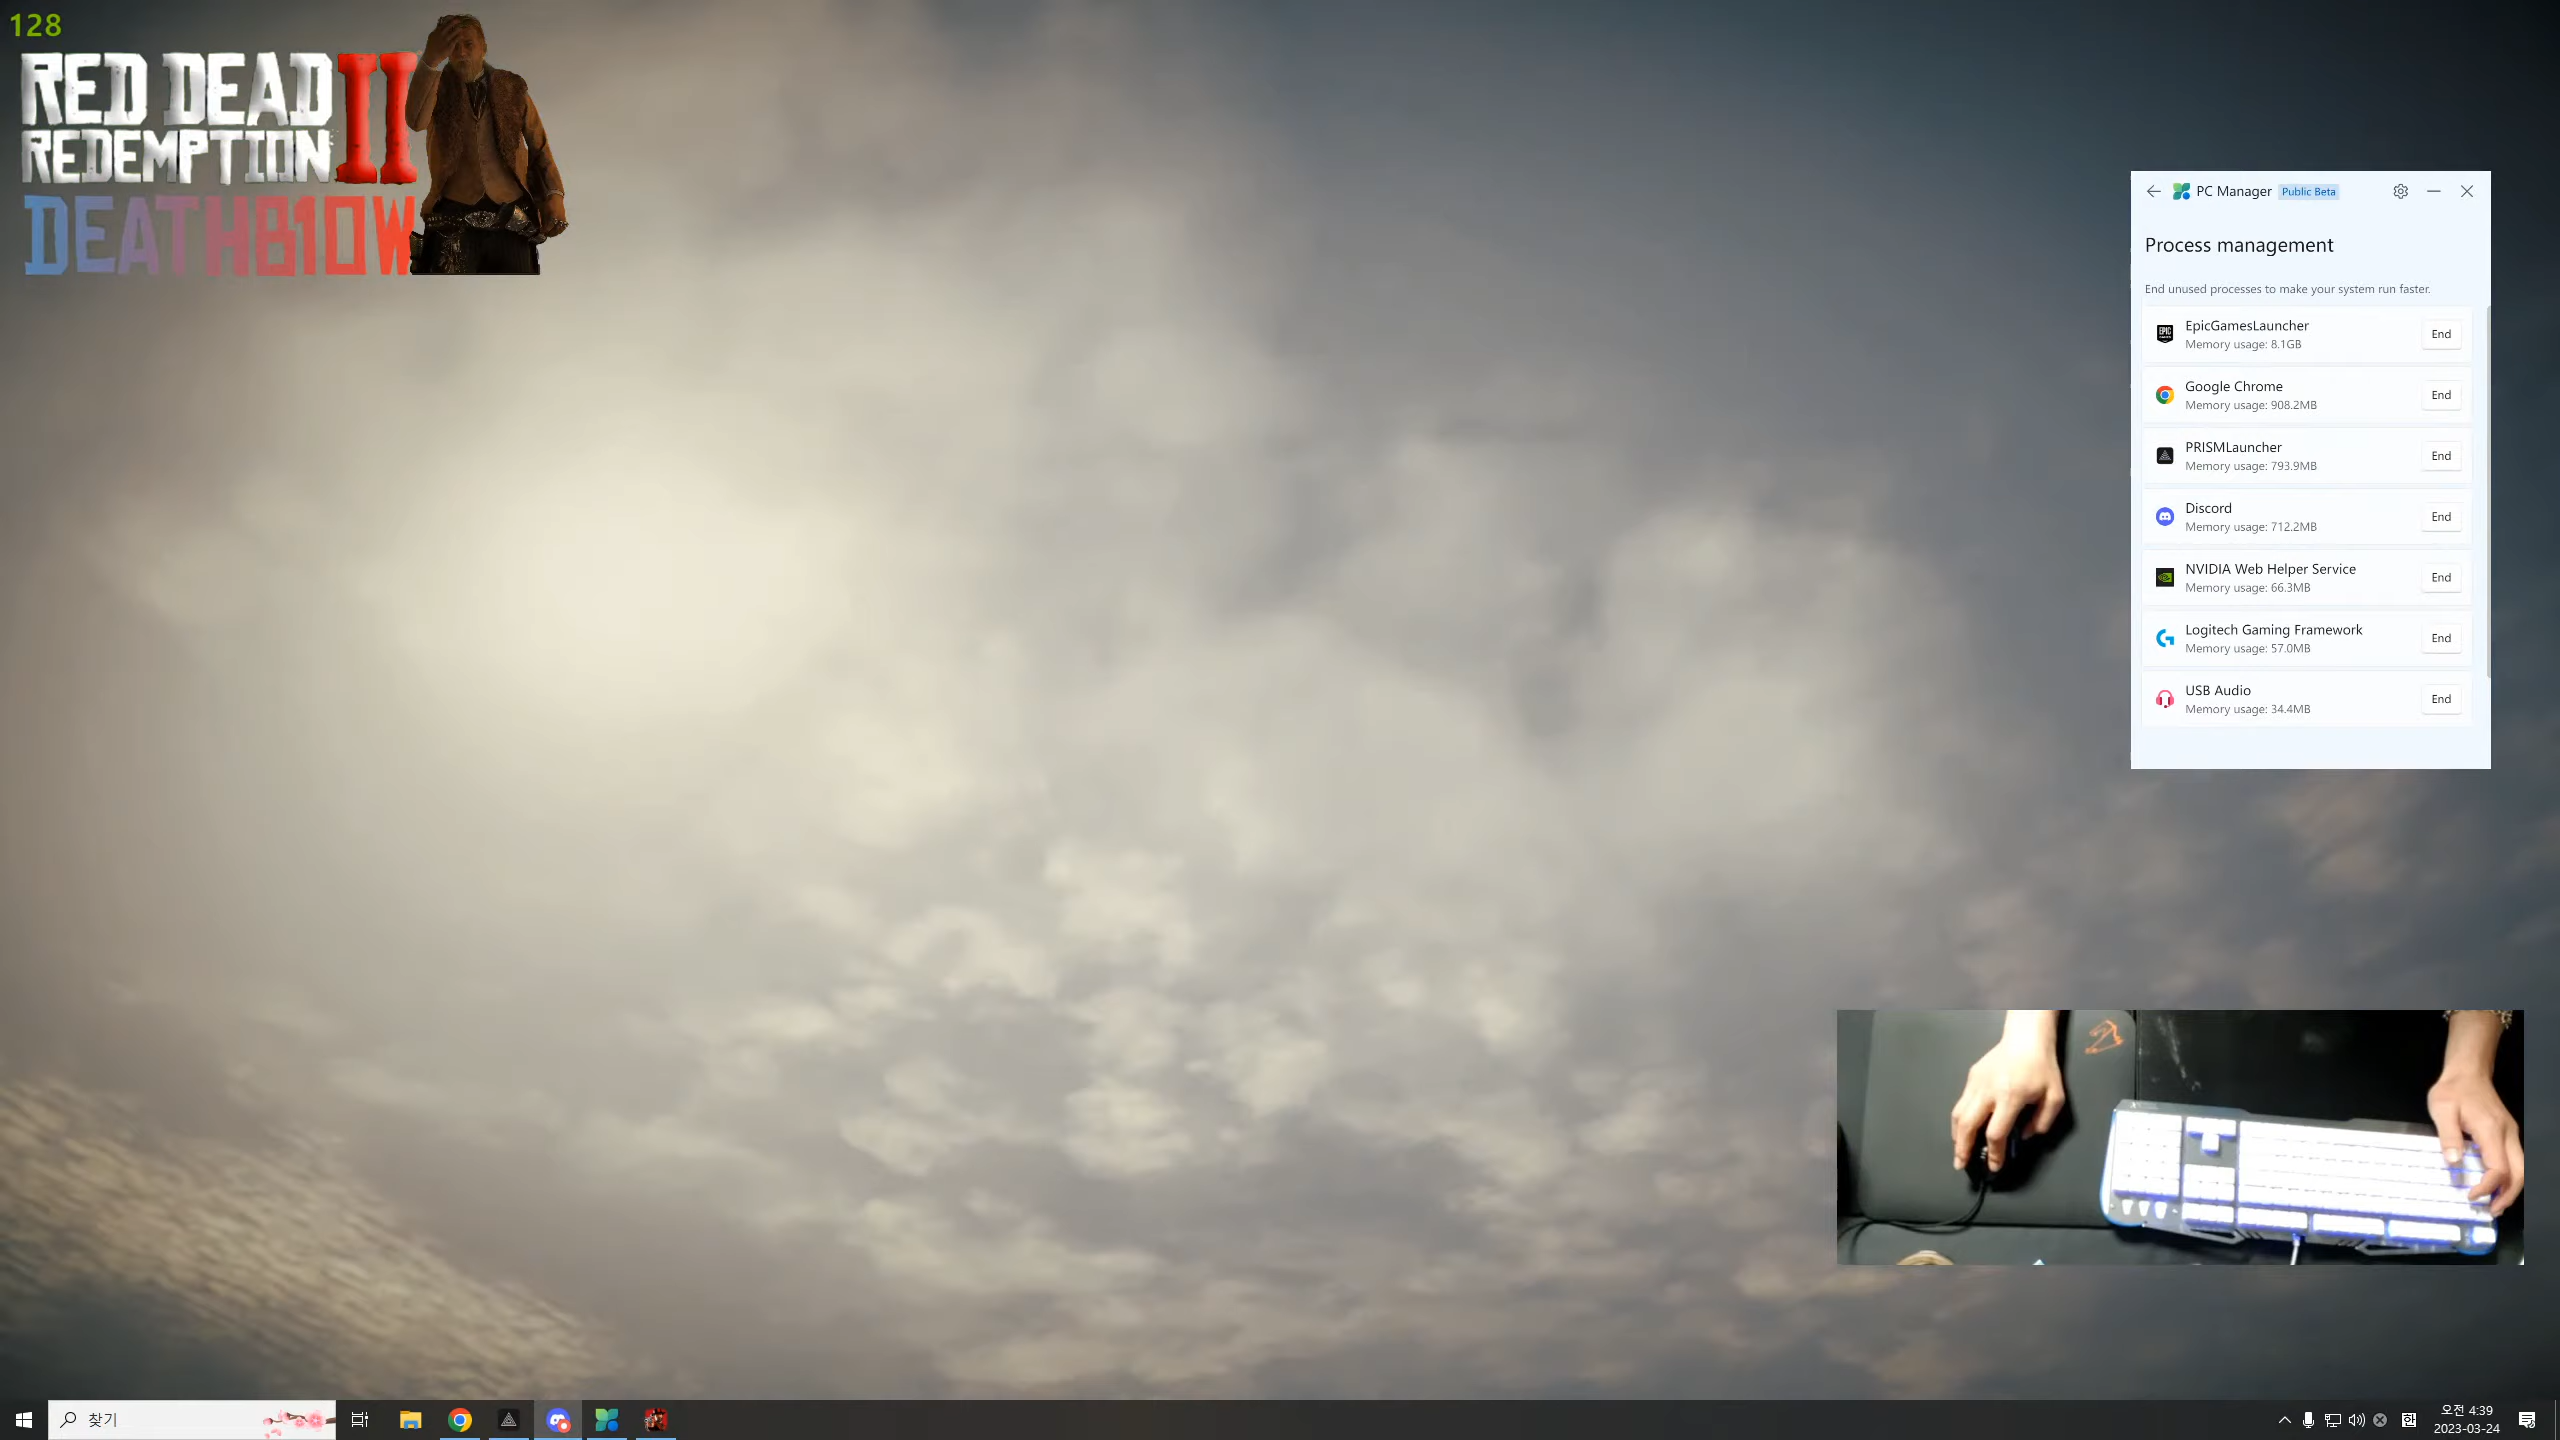 128
RED DEAD
REDEMPTION II
DEATHB10W
PC Manager Public Beta
Process management
End unused processes to make your system run faster.
EpicGamesLauncher
Memory usage: 8.1GB
End
Google Chrome
Memory usage: 908.2MB
End
PRISMLauncher
Memory usage: 793.9MB
End
Discord
Memory usage: 712.2MB
End
NVIDIA Web Helper Service
Memory usage: 66.3MB
End
Logitech Gaming Framework
Memory usage: 57.0MB
End
USB Audio
Memory usage: 34.4MB
End
찾기
오전 4:39
2023-03-24